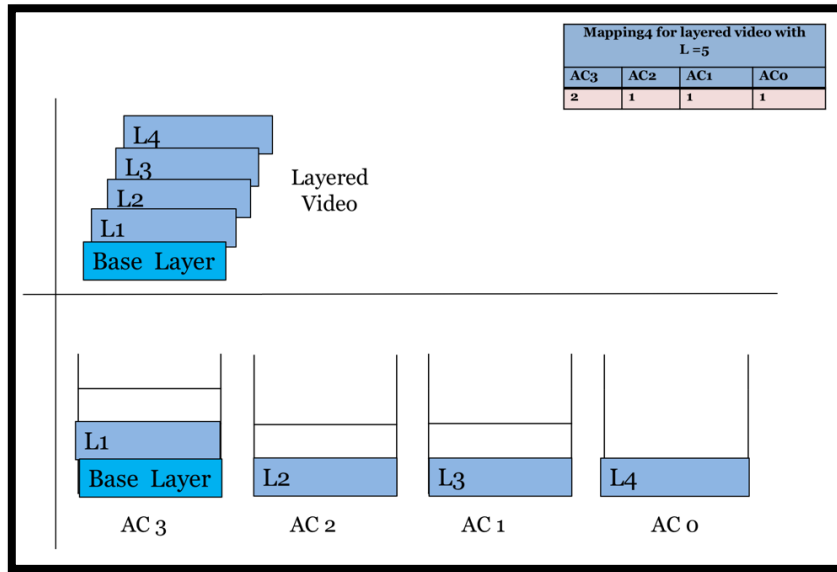 Mapping4 for layered video with
L =5
AC3 AC2 AC1 AC0
2 1 1 1
L4
L3
L2
L1
Base Layer
Layered
Video
L1
Base Layer
L2
L3
L4
AC 3
AC 2
AC 1
AC 0